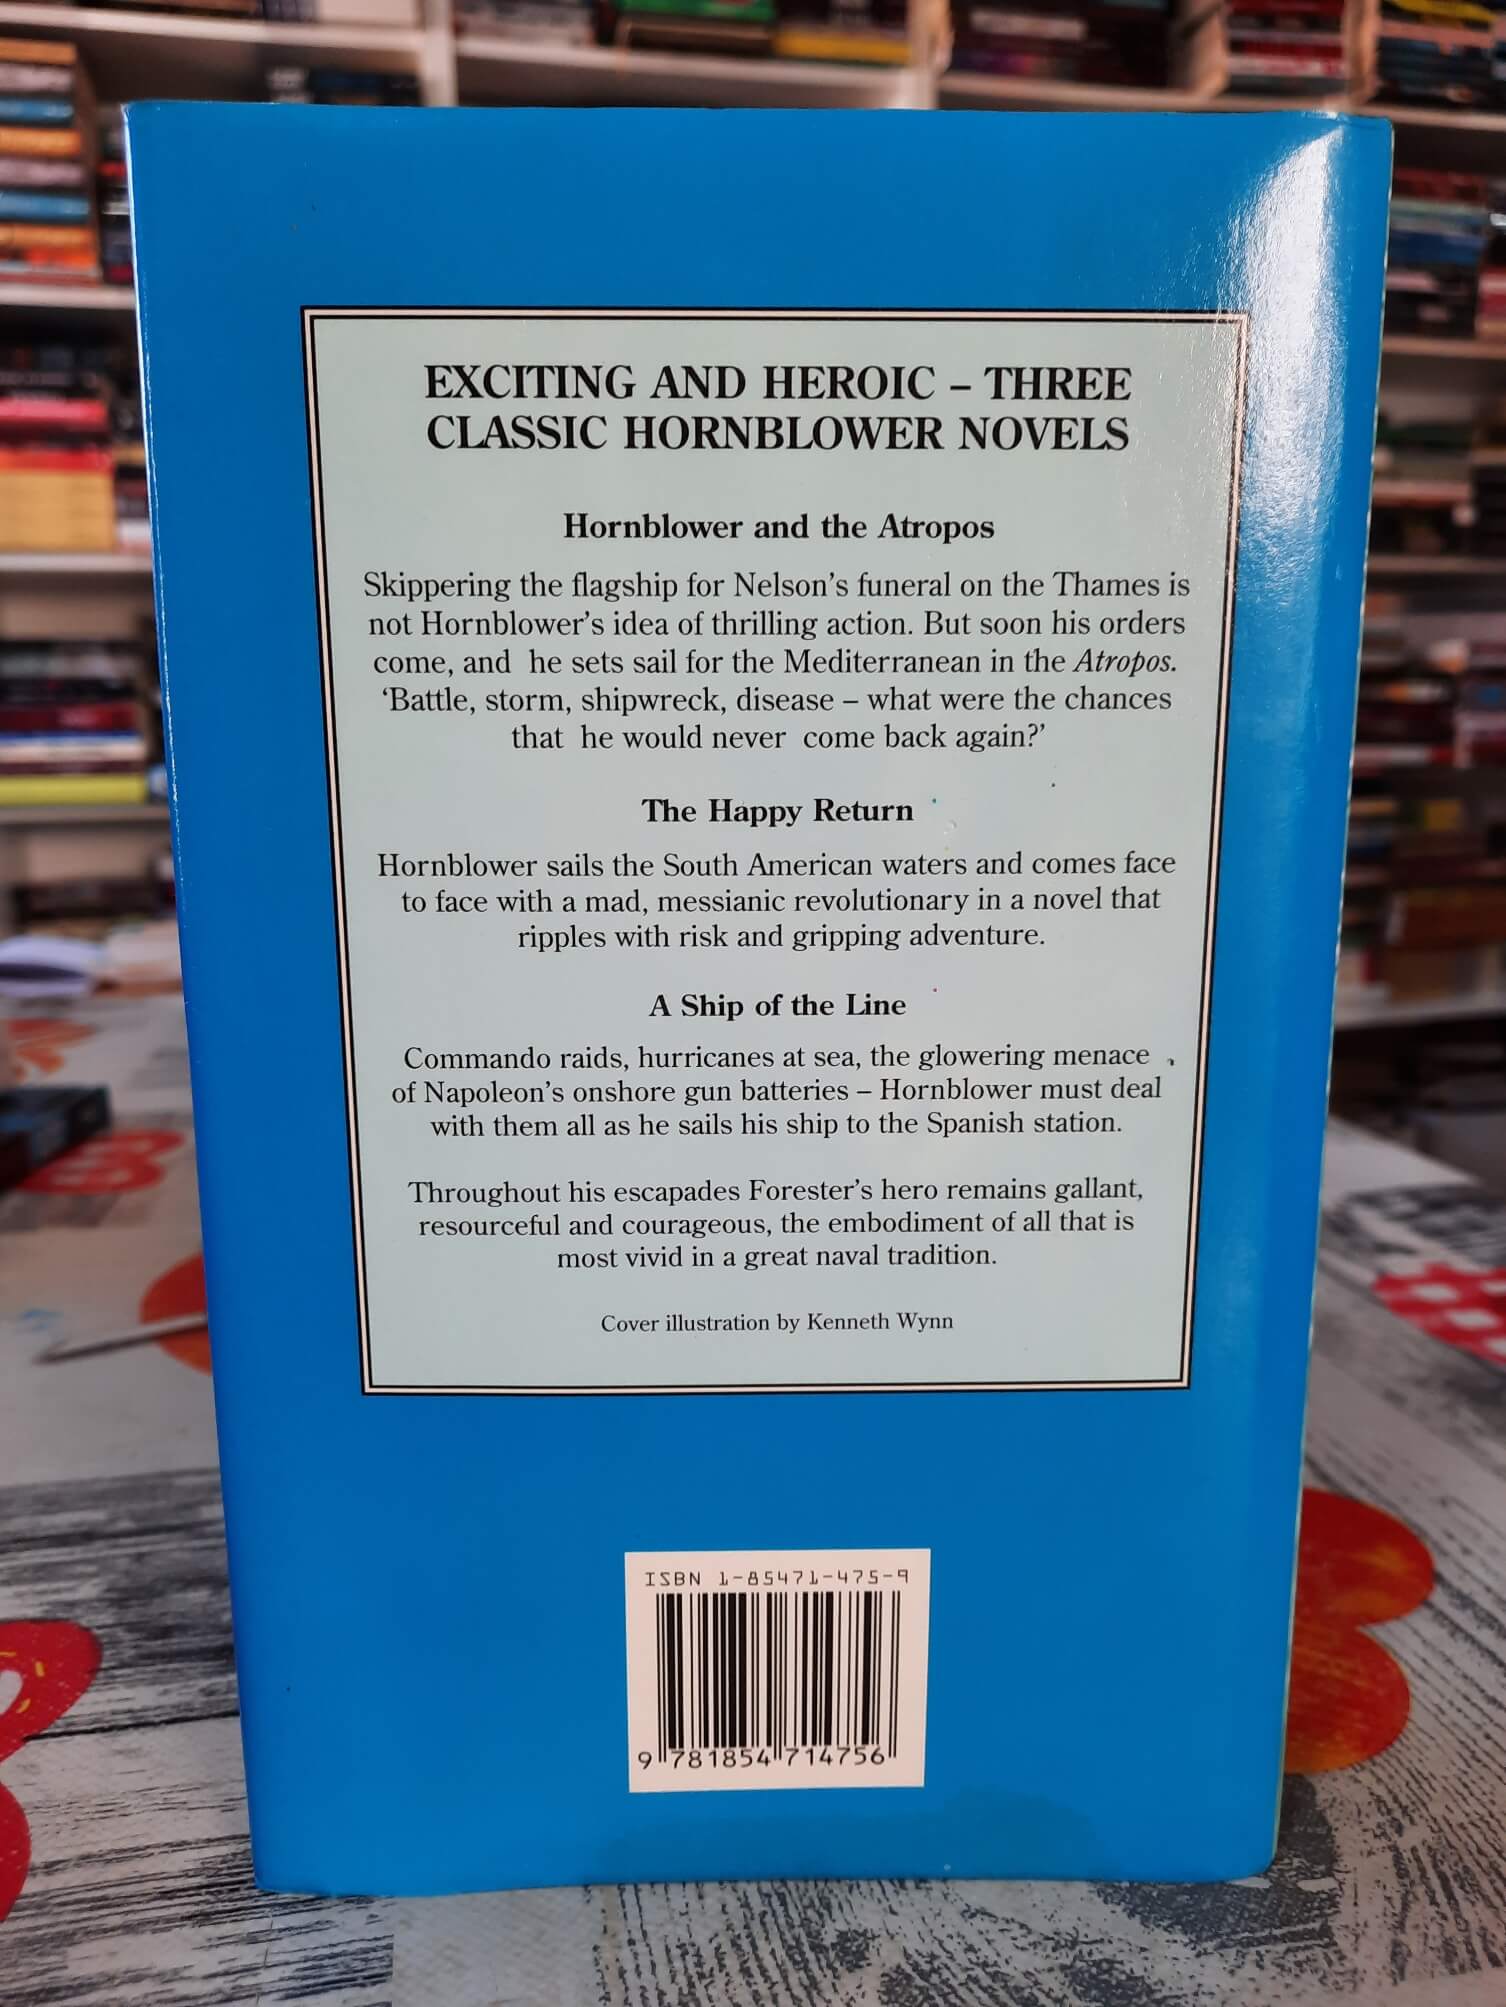 EXCITING AND HEROIC – THREE
CLASSIC HORNBLOWER NOVELS
Hornblower and the Atropos
Skippering the flagship for Nelson's funeral on the Thames is
not Hornblower's idea of thrilling action. But soon his orders
come, and he sets sail for the Mediterranean in the Atropos.
'Battle, storm, shipwreck, disease – what were the chances
that he would never come back again?'
The Happy Return
Hornblower sails the South American waters and comes face
to face with a mad, messianic revolutionary in a novel that
ripples with risk and gripping adventure.
A Ship of the Line
Commando raids, hurricanes at sea, the glowering menace
of Napoleon's onshore gun batteries – Hornblower must deal
with them all as he sails his ship to the Spanish station.
Throughout his escapades Forester's hero remains gallant,
resourceful and courageous, the embodiment of all that is
most vivid in a great naval tradition.
Cover illustration by Kenneth Wynn
ISBN 1-85471-475-9
9 781854 714756